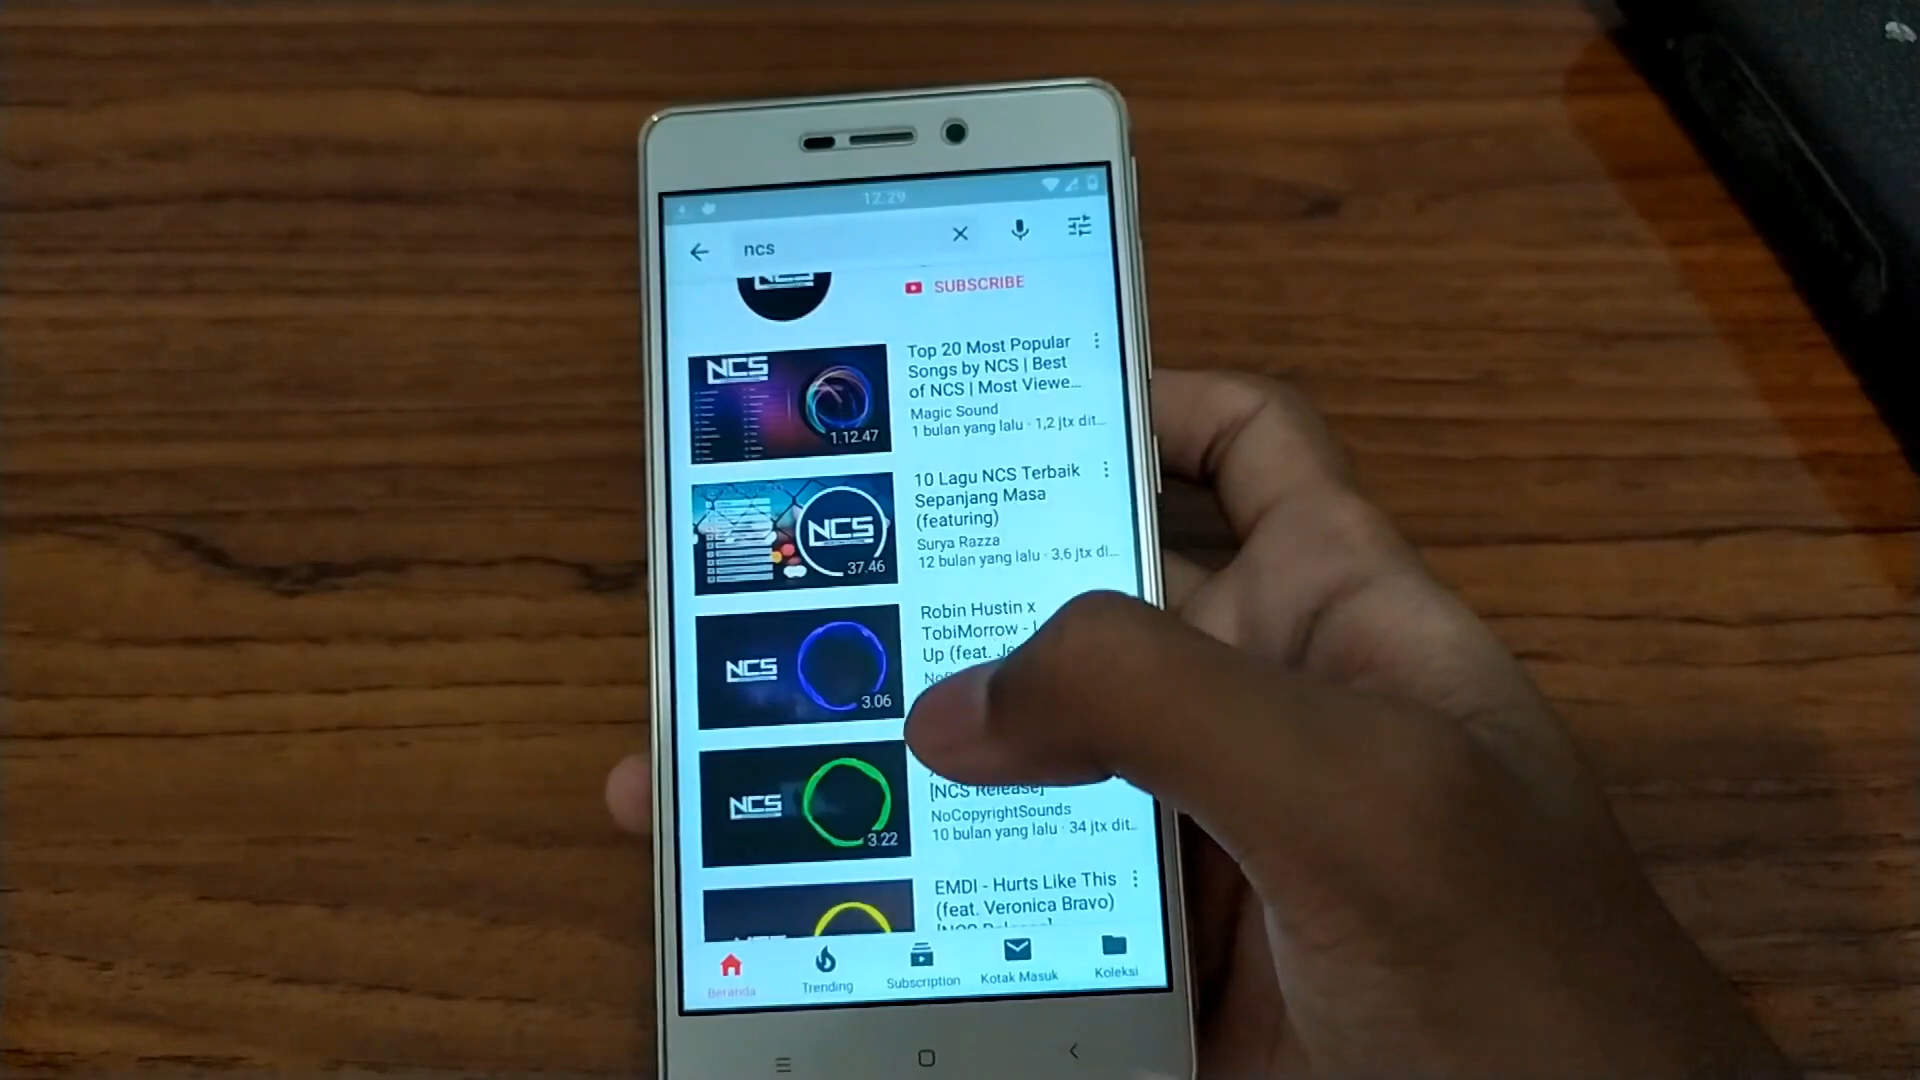 12.29
ncs
SUBSCRIBE
NCS
1.12.47
Top 20 Most Popular
Songs by NCS | Best
of NCS | Most Viewe...
Magic Sound
1 bulan yang lalu · 1,2 jtx dit...
NCS
37.46
10 Lagu NCS Terbaik
Sepanjang Masa
(featuring)
Surya Razza
12 bulan yang lalu · 3,6 jtx di...
NCS
3.06
Robin Hustin x
TobiMorrow -
Up (feat.
NCS
3.22
[NCS Release]
NoCopyrightSounds
10 bulan yang lalu · 34 jtx dit...
EMDI - Hurts Like This
(feat. Veronica Bravo)
Beranda
Trending
Subscription
Kotak Masuk
Koleksi